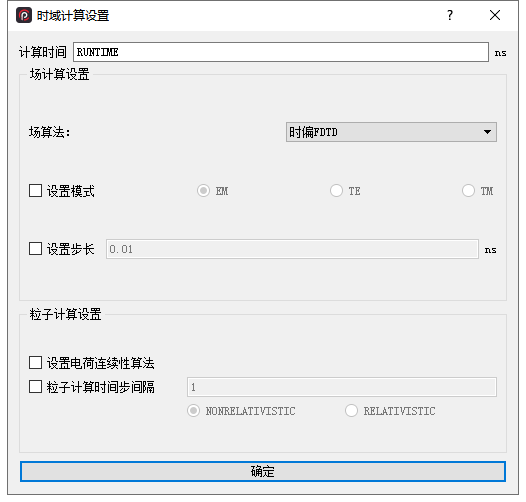 时域计算设置 ?
计算时间 RUNTIME ns
场计算设置
场算法: 时偏FDTD
设置模式 EM TE TM
设置步长 0.01 ns
粒子计算设置
设置电荷连续性算法
粒子计算时间步间隔 1
NONRELATIVISTIC RELATIVISTIC
确定